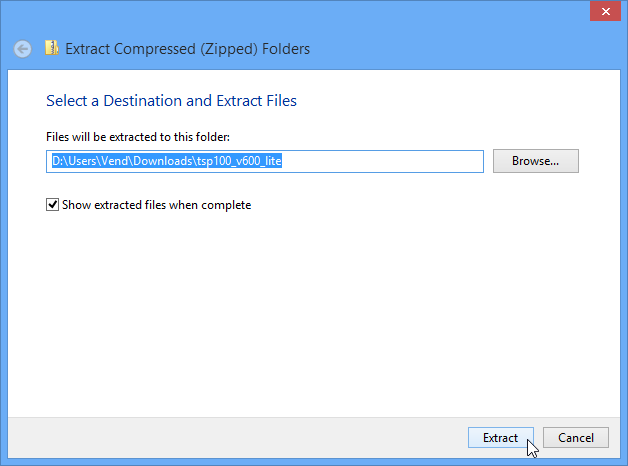 Extract Compressed (Zipped) Folders
Select a Destination and Extract Files
Files will be extracted to this folder:
D:\Users\Vend\Downloads\tsp100_v600_lite
Browse...
Show extracted files when complete
Extract
Cancel